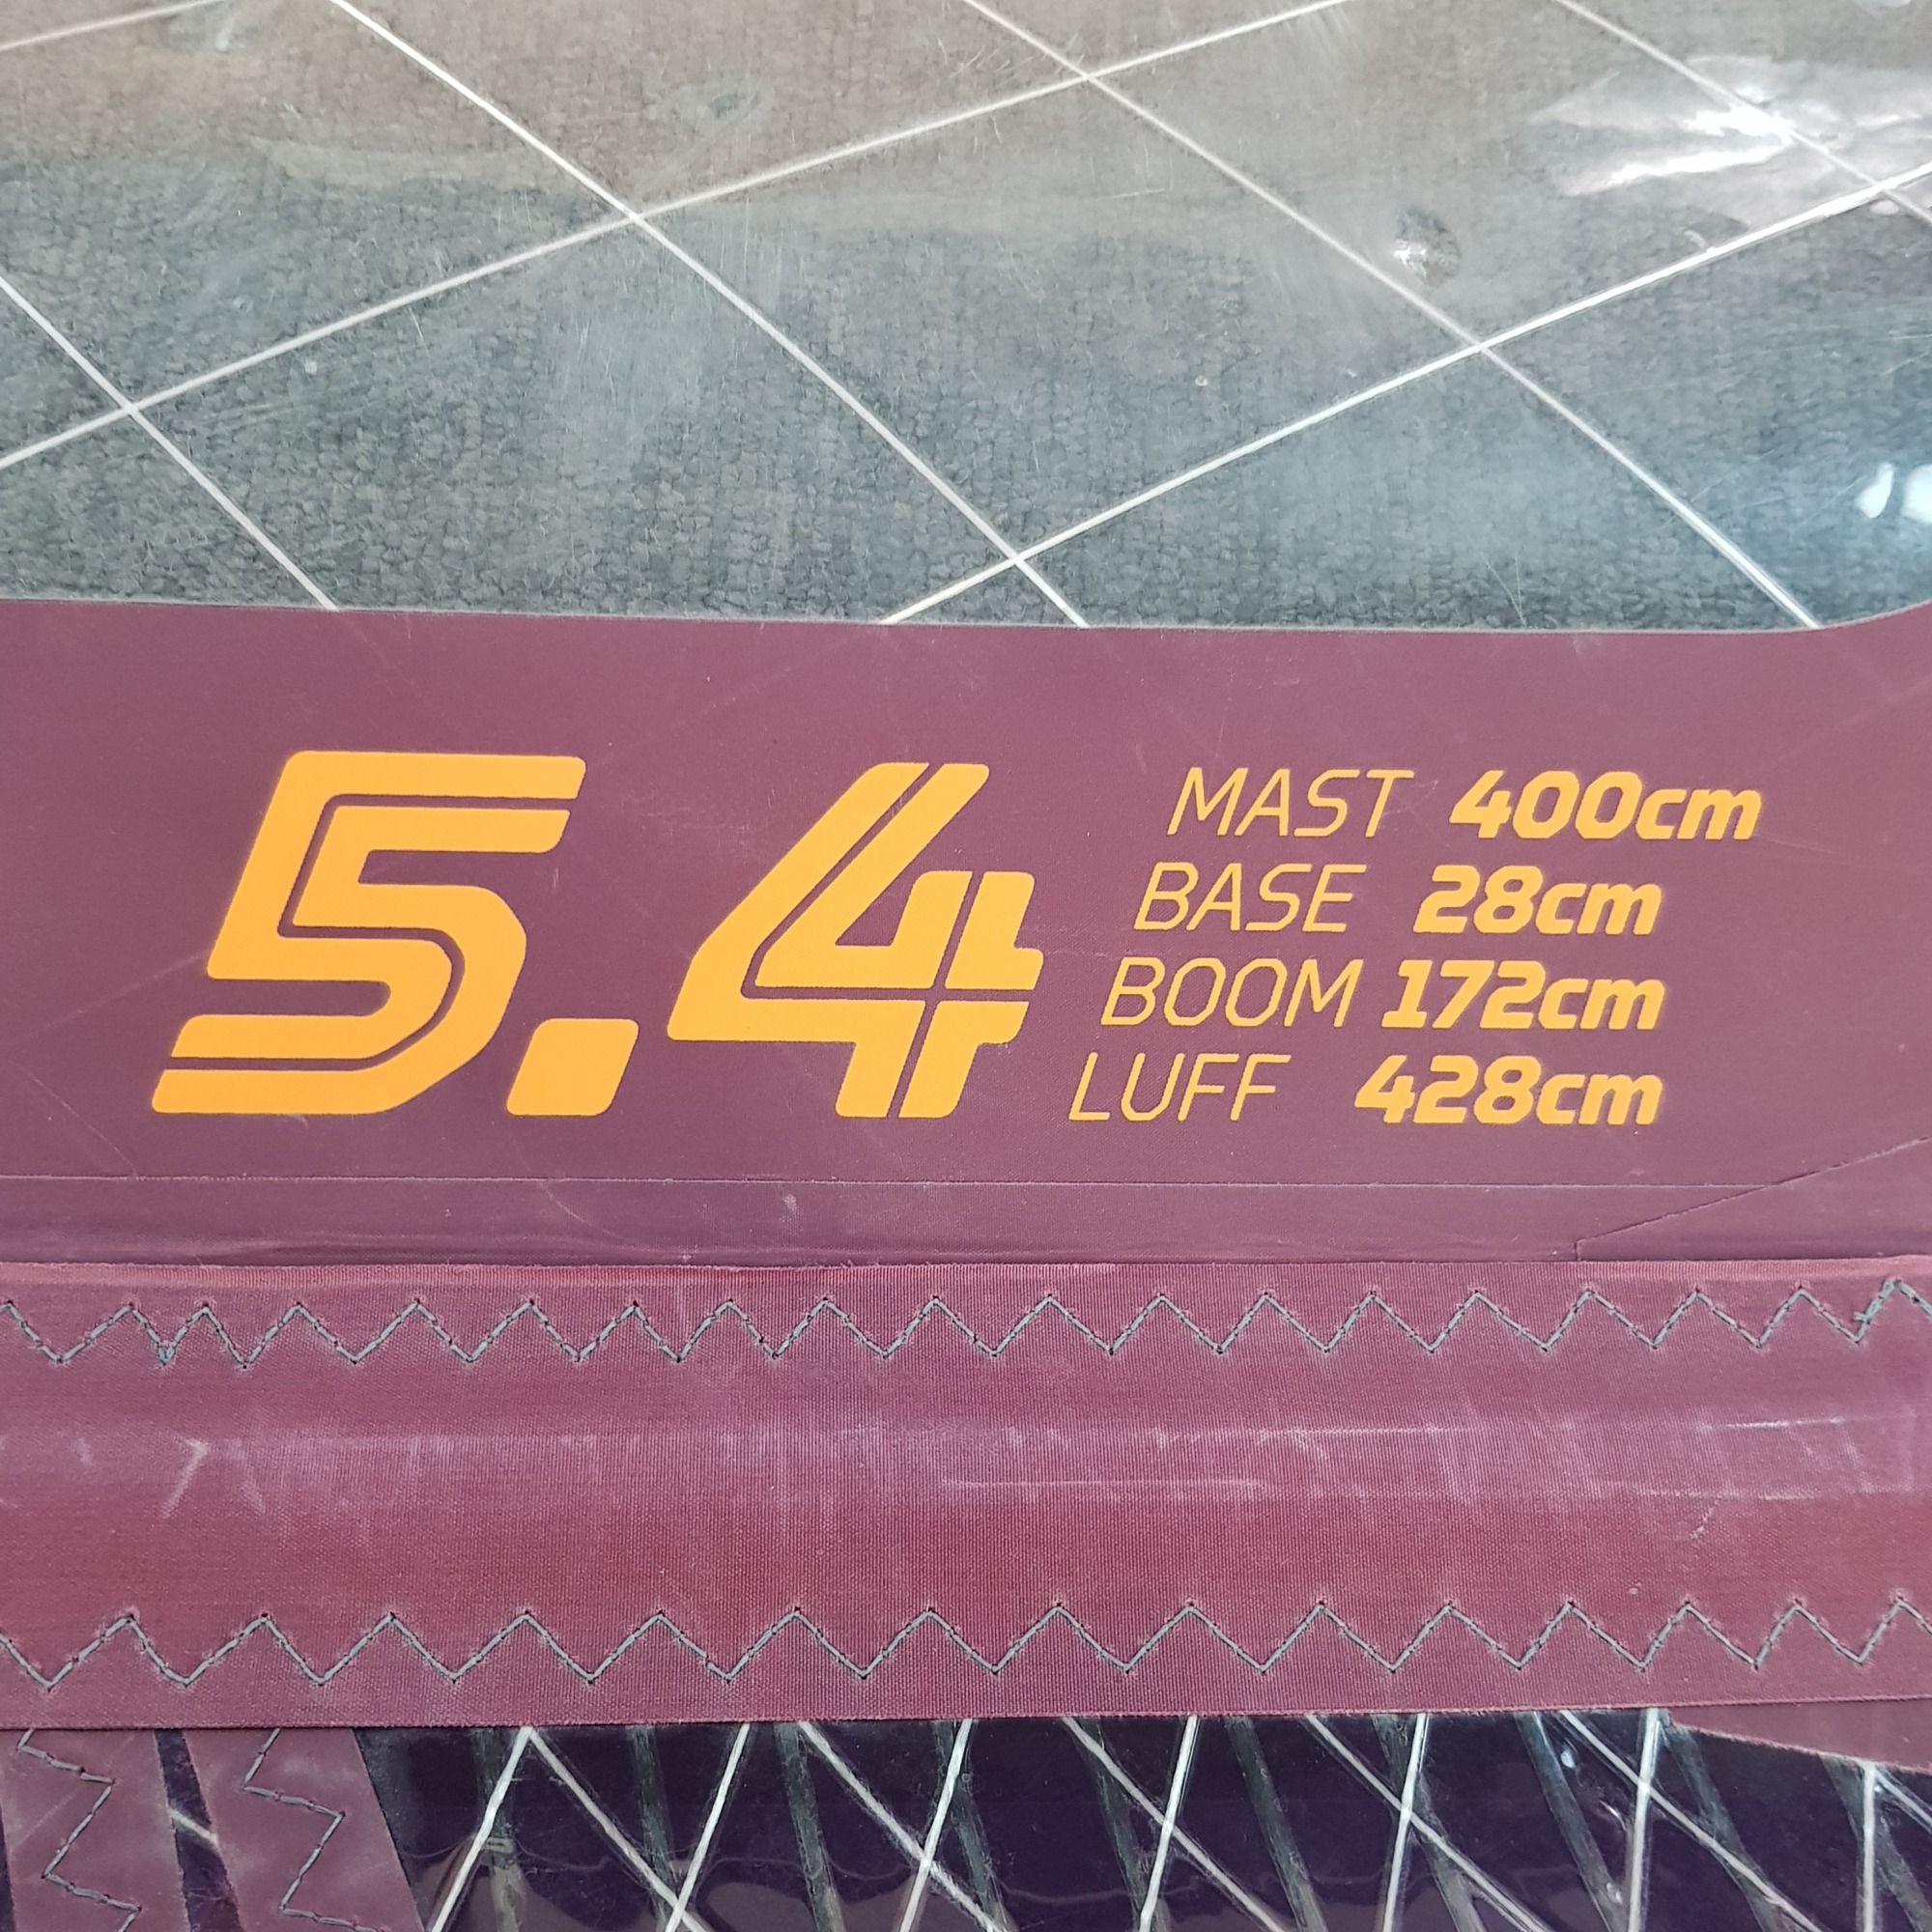 5.4
MAST 400cm
BASE 28cm
BOOM 172cm
LUFF 428cm